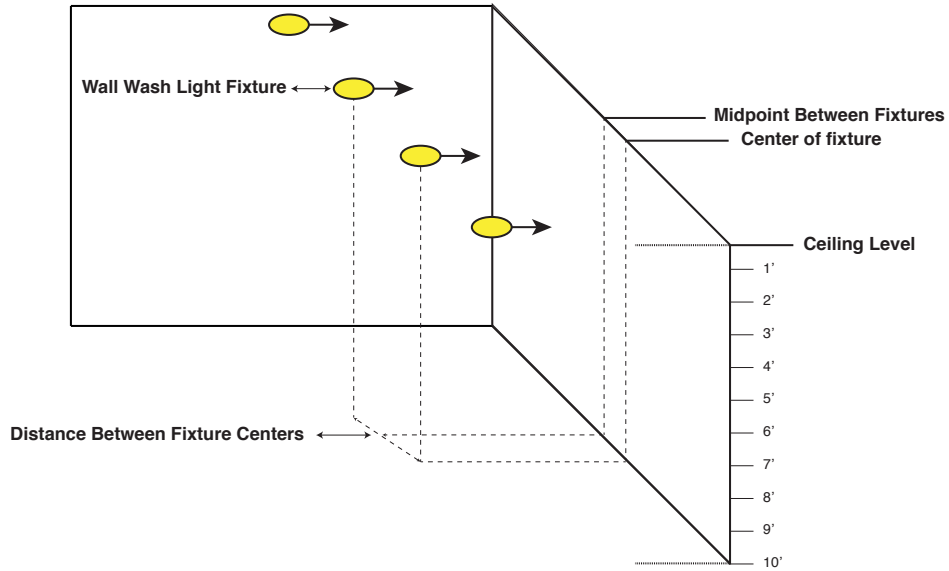 Wall Wash Light Fixture
Midpoint Between Fixtures
Center of fixture
Ceiling Level
1’
2’
3’
4’
5’
Distance Between Fixture Centers
6’
7’
8’
9’
10’